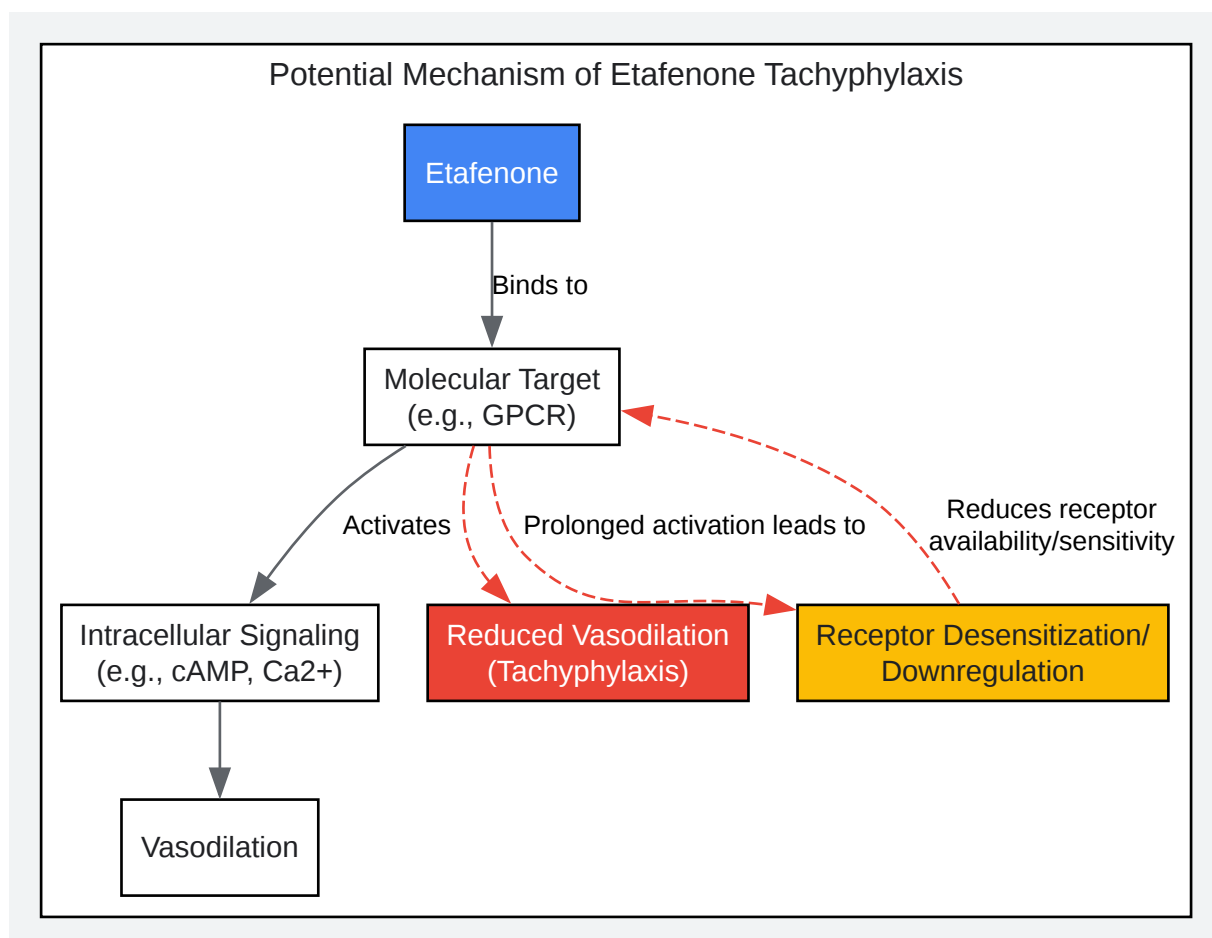 Potential Mechanism of Etafenone Tachyphylaxis
Etafenone
Binds to
Molecular Target
(e.g., GPCR)
Activates
Prolonged activation leads to
Reduces receptor
availability/sensitivity
Intracellular Signaling
(e.g., cAMP, Ca2+)
Reduced Vasodilation
(Tachyphylaxis)
Receptor Desensitization/
Downregulation
Vasodilation